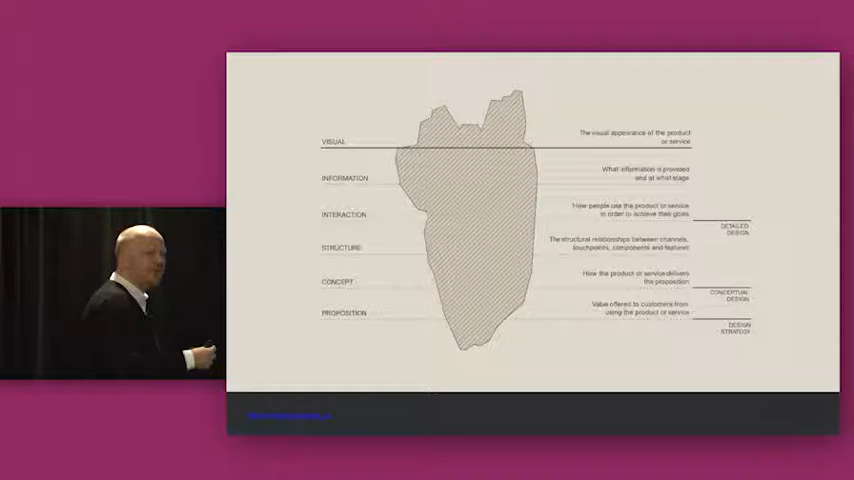 The visual appearance of the product
or service
VISUAL
What information is provided
and at what stage
INFORMATION
How people use the product or service
in order to achieve their goals
INTERACTION
DETAILED
DESIGN
The structural relationships between channels,
touchpoints, components and features
STRUCTURE
How the product or service delivers
the proposition
CONCEPT
CONCEPTUAL
DESIGN
Value offered to customers from
using the product or service
PROPOSITION
DESIGN
STRATEGY